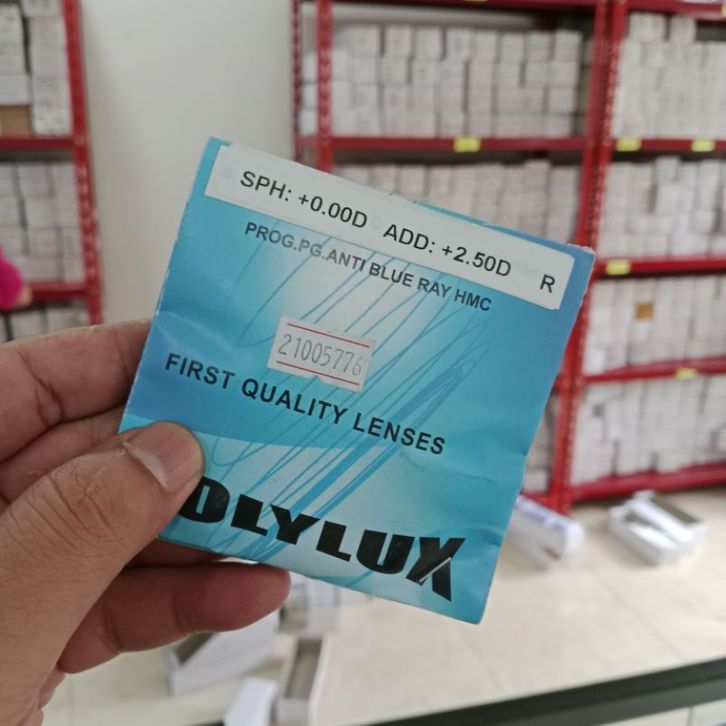 SPH: +0.00D ADD: +2.50D R
PROG.PG.ANTI BLUE RAY HMC
21005776
FIRST QUALITY LENSES
OLYLUX